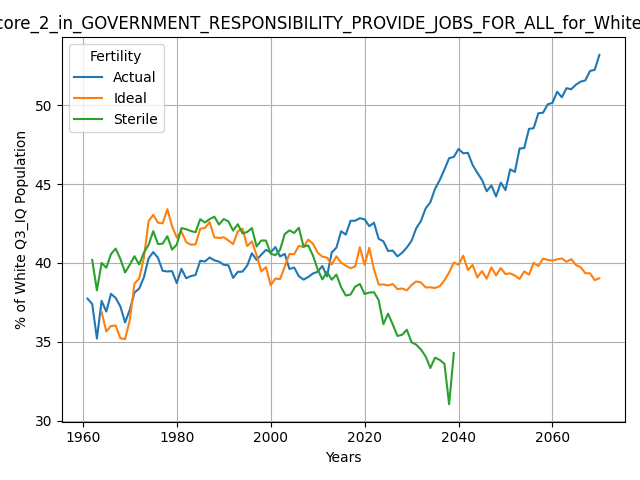 core_2_in_GOVERNMENT_RESPONSIBILITY_PROVIDE_JOBS_FOR_ALL_for_White
Fertility
Actual
Ideal
Sterile
% of White Q3_IQ Population
50
45
40
35
30
1960 1980 2000 2020 2040 2060
Years